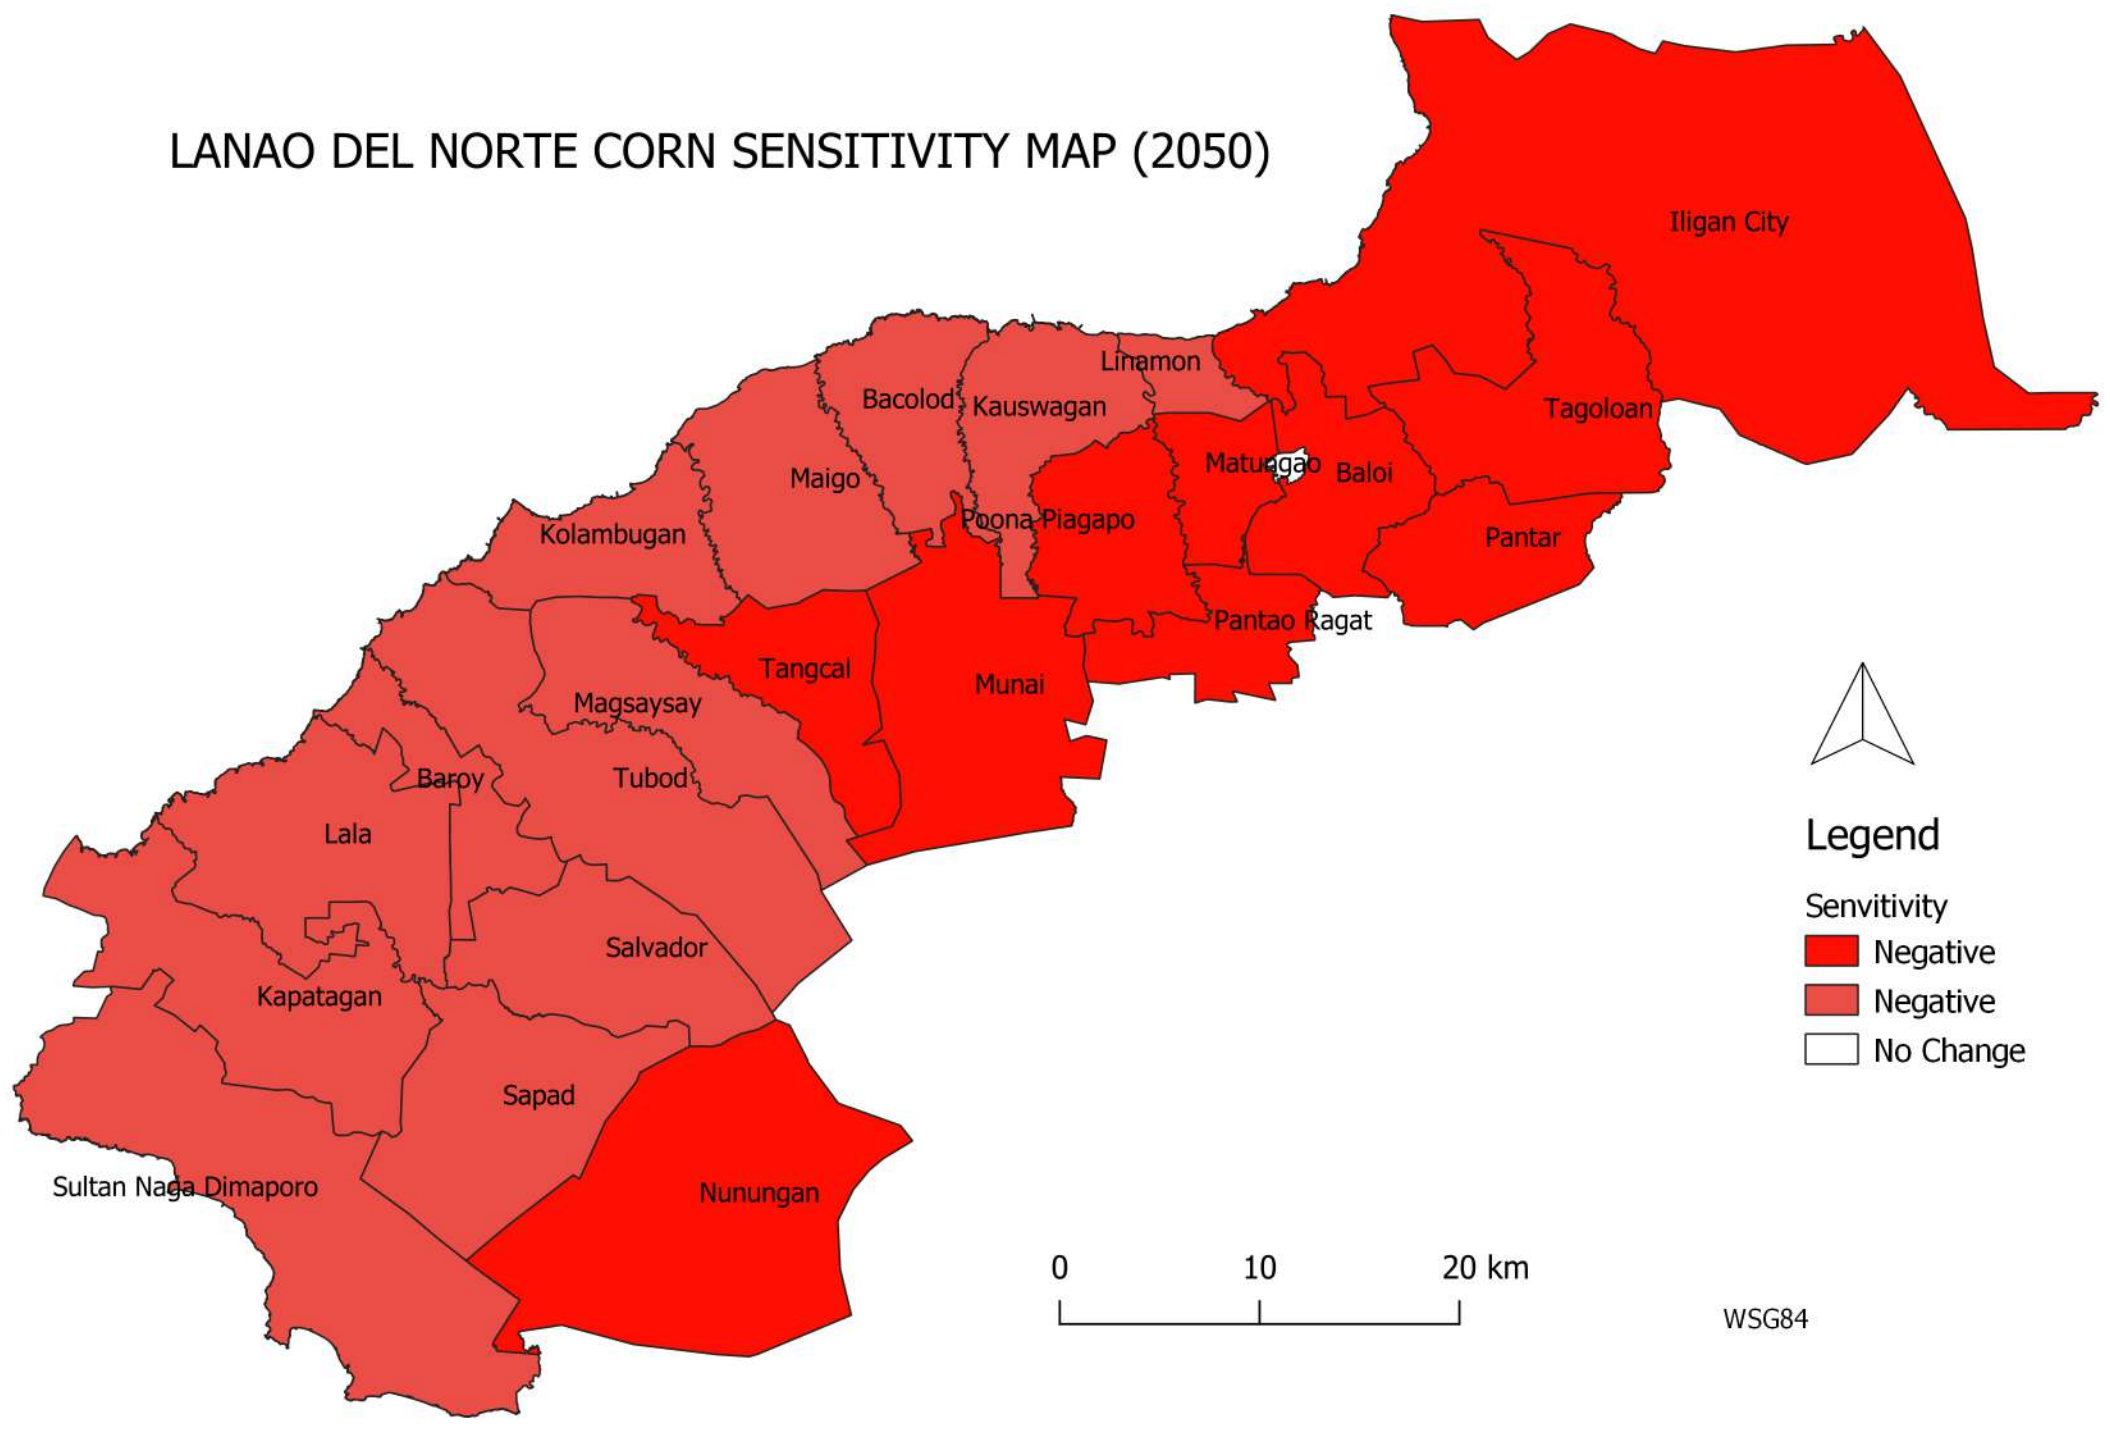 LANAO DEL NORTE CORN SENSITIVITY MAP (2050)
Iligan City
Linamon
Bacolod
Kauswagan
Tagoloan
Matungao
Baloi
Maigo
Poona Piagapo
Kolambugan
Pantar
Pantao Ragat
Tangcal
Munai
Magsaysay
Baroy
Tubod
Lala
Salvador
Kapatagan
Sapad
Sultan Naga Dimaporo
Nunungan
Legend
Senvitivity
Negative
Negative
No Change
0 10 20 km
WSG84